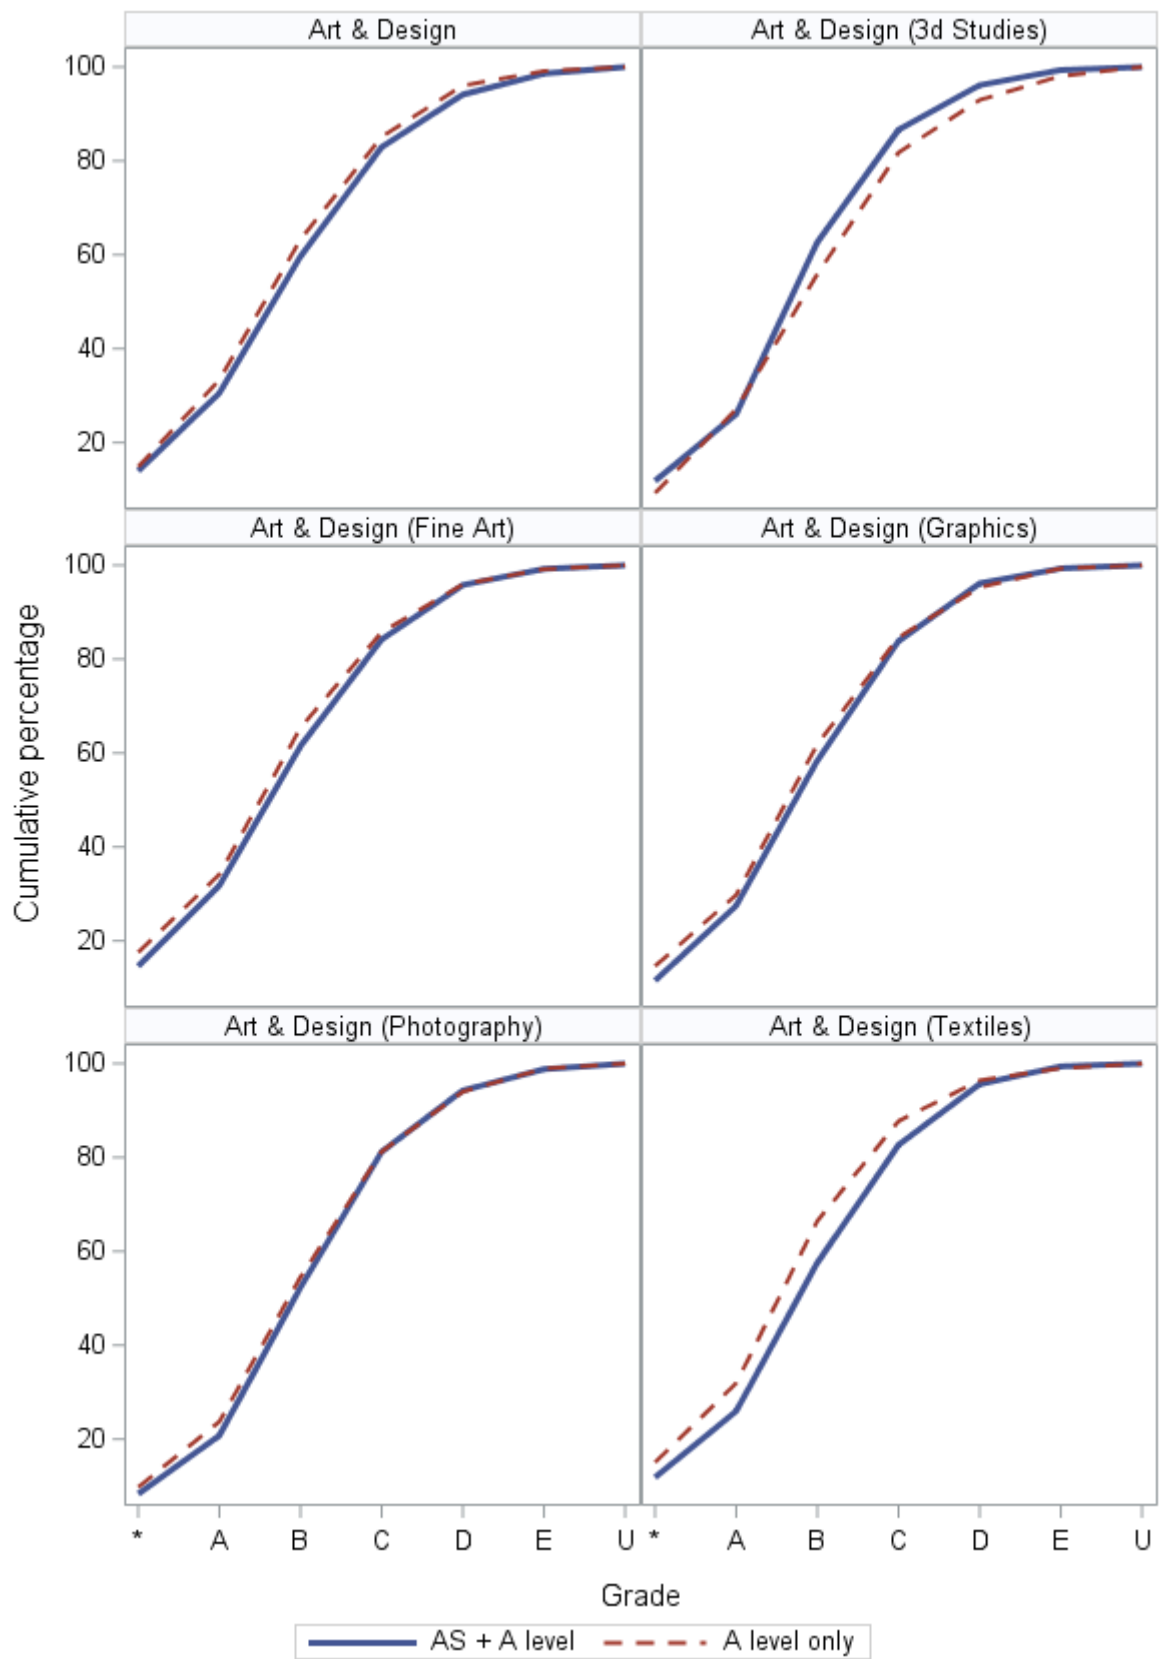 Art & Design
Art & Design (3d Studies)
100
80
60
40
20
Art & Design (Fine Art)
Art & Design (Graphics)
100
80
60
40
20
Cumulative percentage
Art & Design (Photography)
Art & Design (Textiles)
100
80
60
40
20
* A B C D E U * A B C D E U
Grade
AS + A level A level only